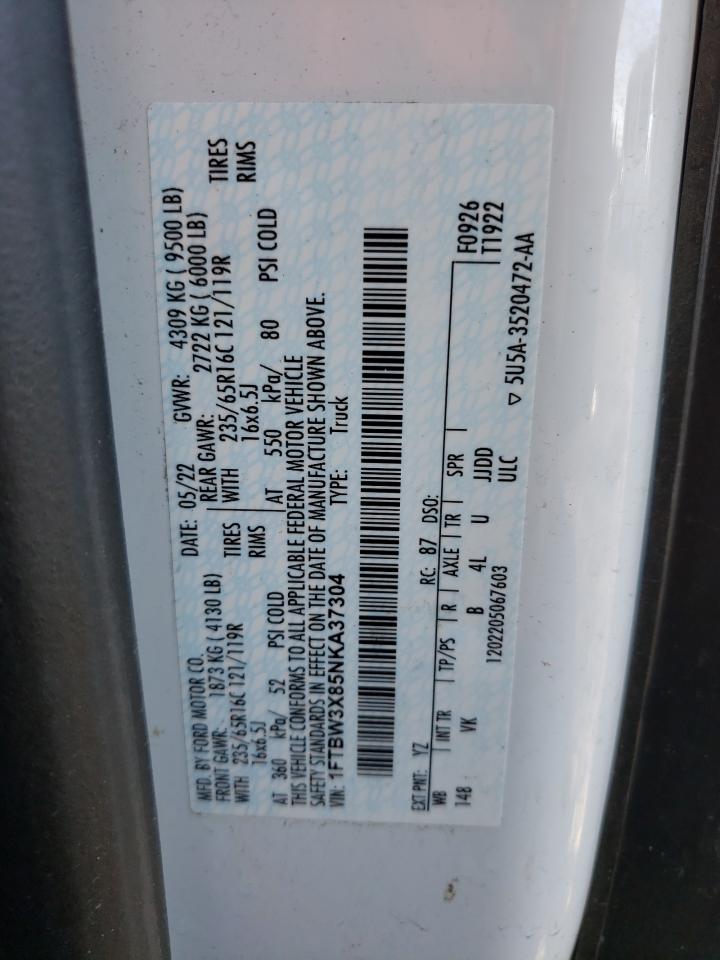 MFD. BY FORD MOTOR CO.
DATE: 05/22 GVWR: 4309 KG ( 9500 LB)
FRONT GAWR: 1873 KG ( 4130 LB) REAR GAWR: 2722 KG ( 6000 LB)
WITH 235/65R16C 121/119R TIRES WITH 235/65R16C 121/119R TIRES
16x6.5J RIMS 16x6.5J RIMS
AT 360 kPa/ 52 PSI COLD AT 550 kPa/ 80 PSI COLD
THIS VEHICLE CONFORMS TO ALL APPLICABLE FEDERAL MOTOR VEHICLE
SAFETY STANDARDS IN EFFECT ON THE DATE OF MANUFACTURE SHOWN ABOVE.
VIN: 1FTBW3X85NKA37304 TYPE: Truck
EXT PNT: YZ RC: 87 DSO: F0926
WB INT TR TP/PS R AXLE TR SPR T1922
148 VK B 4L U JJDD
1202205067603 ULC ▽ 5U5A-3520472-AA